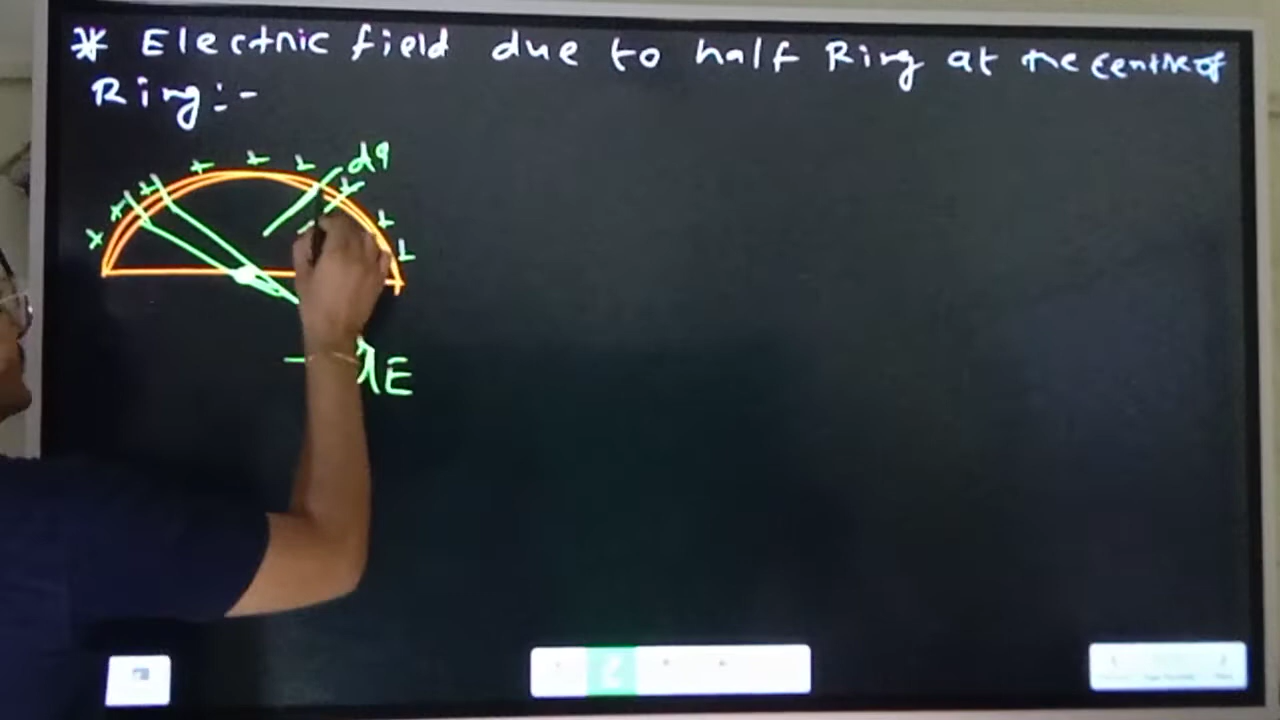 * Electric field due to half Ring at the centre of
Ring:-
+ + + + + + + + +
dq
E